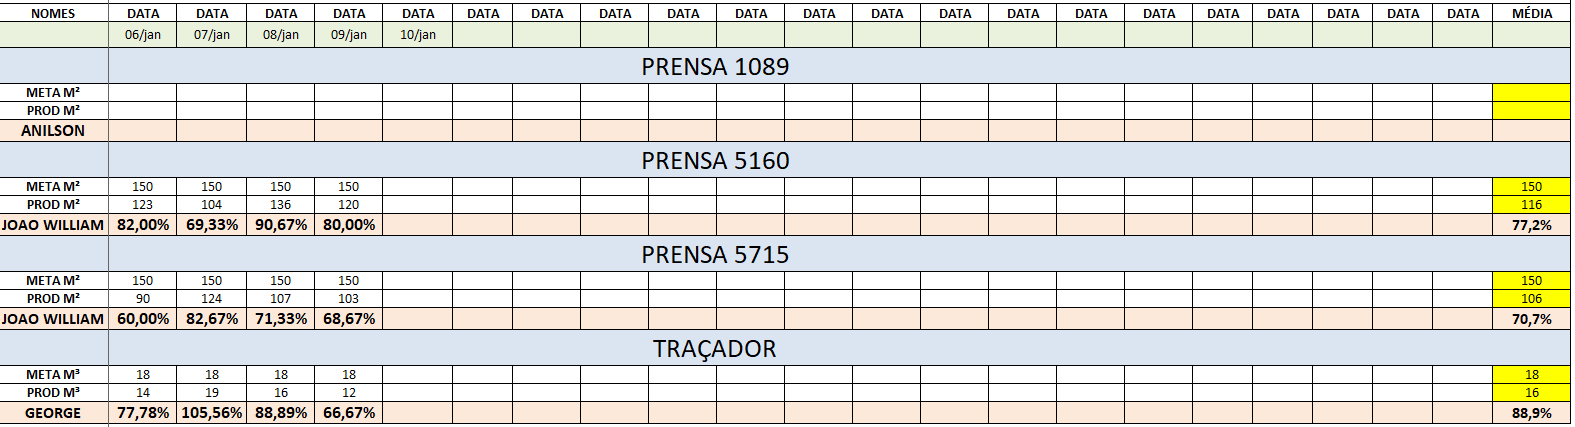 NOMES DATA DATA DATA DATA DATA DATA DATA DATA DATA DATA DATA DATA DATA DATA DATA DATA DATA DATA DATA DATA DATA MÉDIA
06/jan 07/jan 08/jan 09/jan 10/jan
PRENSA 1089
META M²
PROD M²
ANILSON
PRENSA 5160
META M² 150 150 150 150 150
PROD M² 123 104 136 120 116
JOAO WILLIAM 82,00% 69,33% 90,67% 80,00% 77,2%
PRENSA 5715
META M² 150 150 150 150 150
PROD M² 90 124 107 103 106
JOAO WILLIAM 60,00% 82,67% 71,33% 68,67% 70,7%
TRAÇADOR
META M³ 18 18 18 18 18
PROD M³ 14 19 16 12 16
GEORGE 77,78% 105,56% 88,89% 66,67% 88,9%